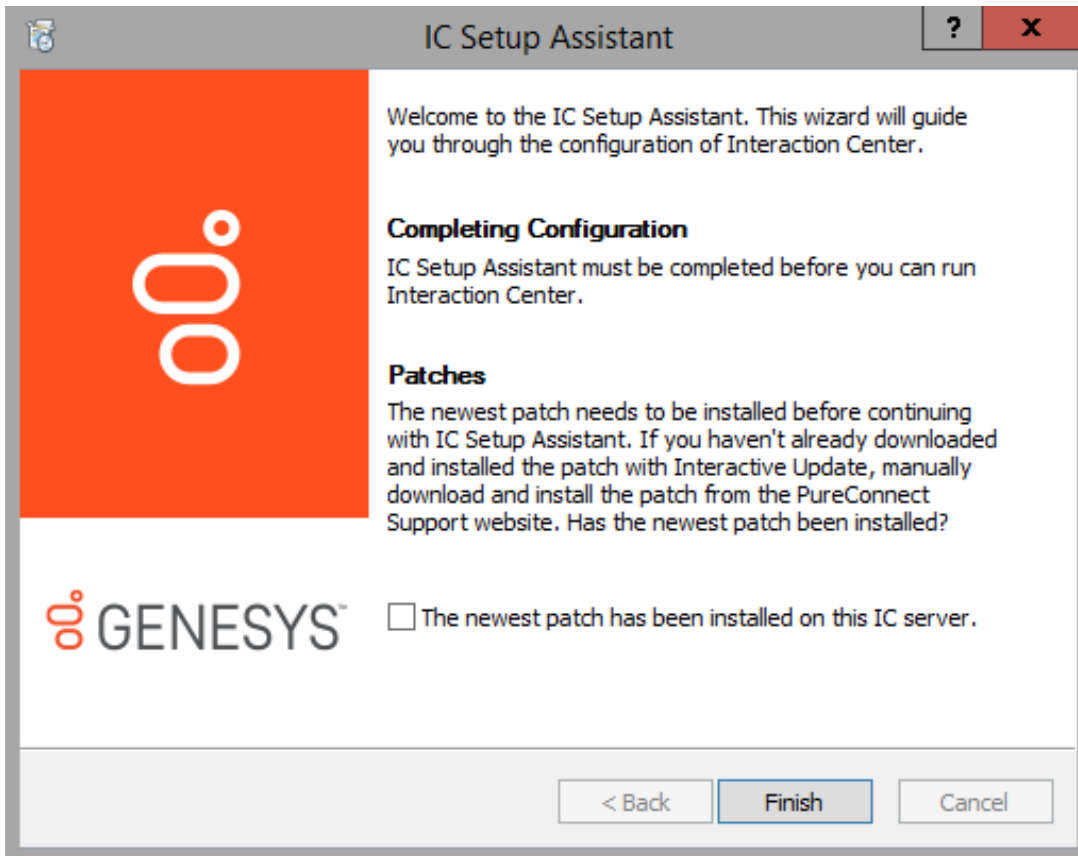 IC Setup Assistant
?
X
Welcome to the IC Setup Assistant. This wizard will guide
you through the configuration of Interaction Center.
Completing Configuration
IC Setup Assistant must be completed before you can run
Interaction Center.
Patches
The newest patch needs to be installed before continuing
with IC Setup Assistant. If you haven't already downloaded
and installed the patch with Interactive Update, manually
download and install the patch from the PureConnect
Support website. Has the newest patch been installed?
GENESYS™
The newest patch has been installed on this IC server.
< Back
Finish
Cancel